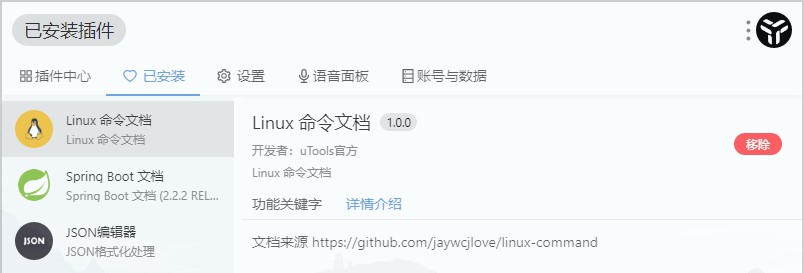 已安装插件
插件中心 已安装 设置 语音面板 账号与数据
Linux 命令文档
Linux 命令文档
Spring Boot 文档
Spring Boot 文档 (2.2.2 REL...
JSON
JSON编辑器
JSON格式化处理
Linux 命令文档 1.0.0
开发者：uTools官方
移除
Linux 命令文档
功能关键字 详情介绍
文档来源 https://github.com/jaywcjlove/linux-command